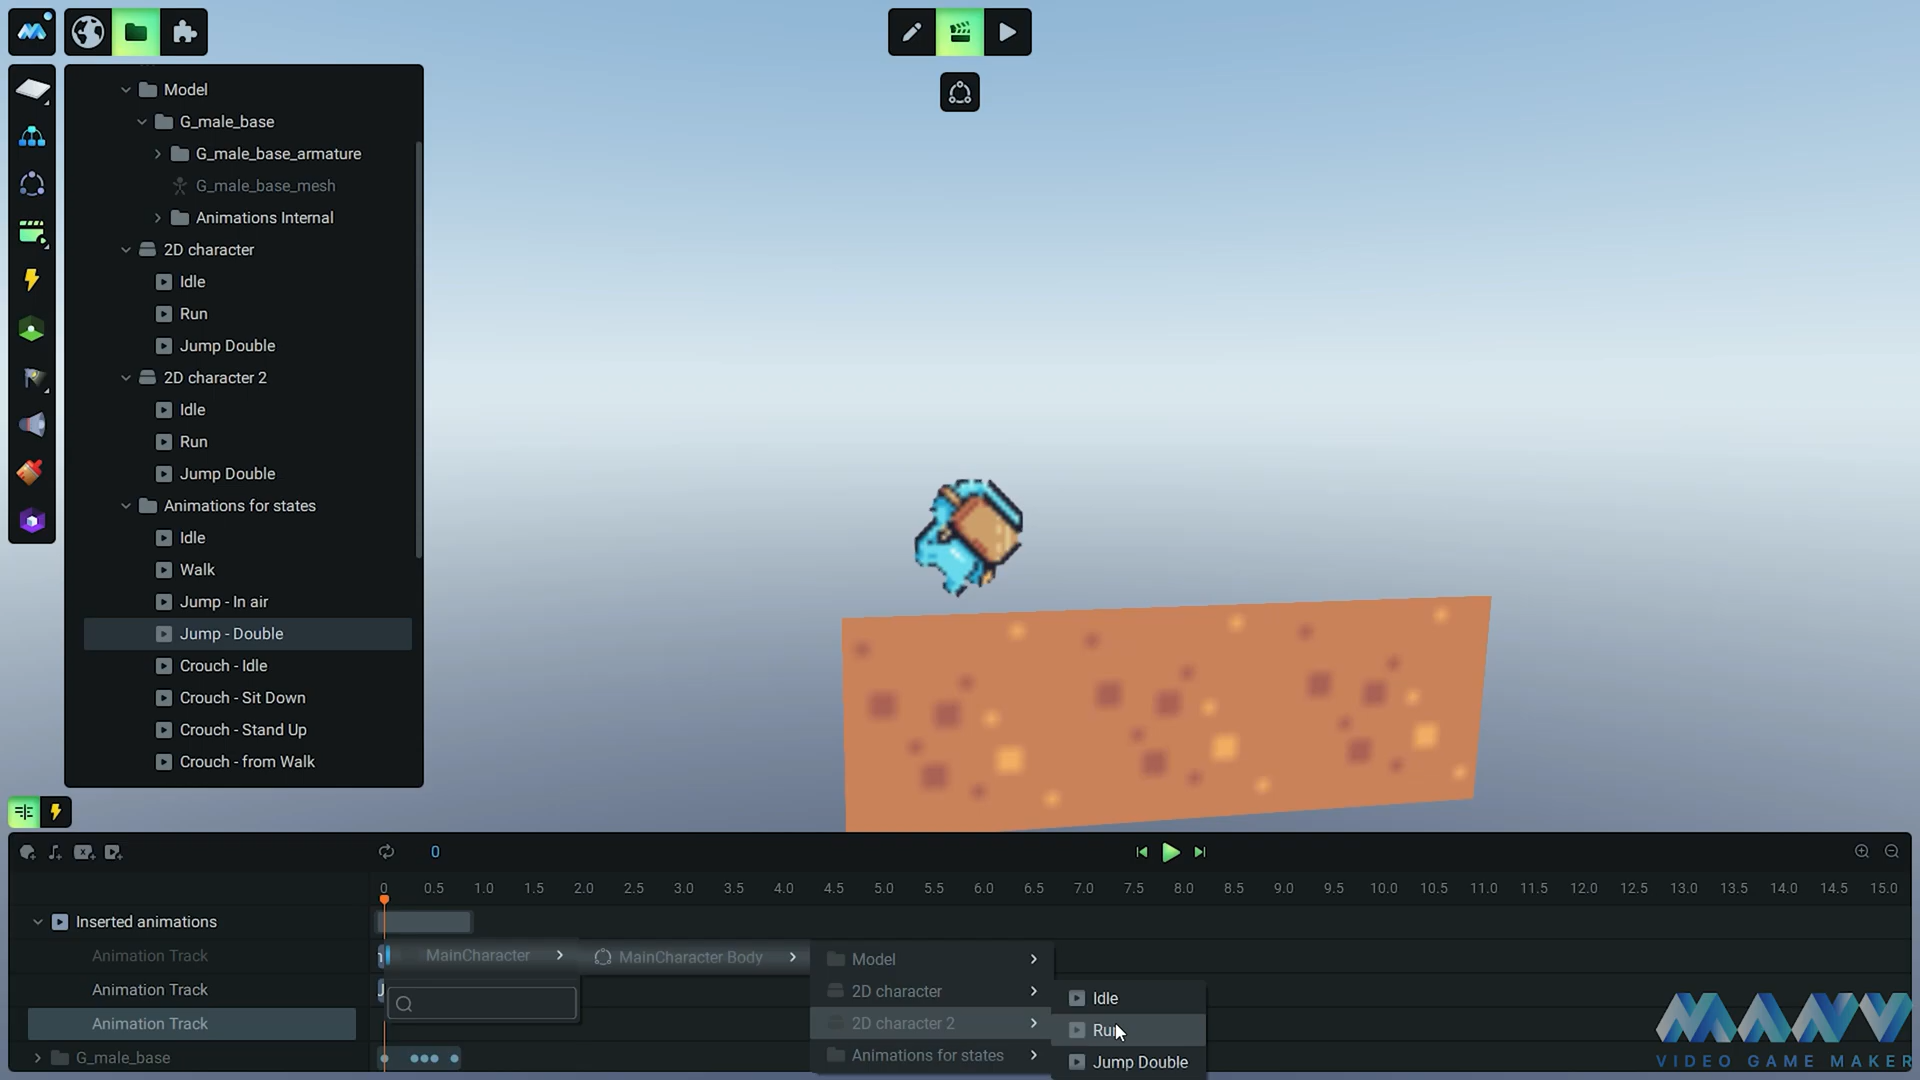 Model
G_male_base
G_male_base_armature
G_male_base_mesh
Animations Internal
2D character
Idle
Run
Jump Double
2D character 2
Idle
Run
Jump Double
Animations for states
Idle
Walk
Jump - In air
Jump - Double
Crouch - Idle
Crouch - Sit Down
Crouch - Stand Up
Crouch - from Walk
0
0 0.5 1.0 1.5 2.0 2.5 3.0 3.5 4.0 4.5 5.0 5.5 6.0 6.5 7.0 7.5 8.0 8.5 9.0 9.5 10.0 10.5 11.0 11.5 12.0 12.5 13.0 13.5 14.0 14.5 15.0
Inserted animations
Animation Track
Animation Track
Animation Track
G_male_base
MainCharacter
MainCharacter Body
Model
2D character
2D character 2
Animations for states
Idle
Run
Jump Double
MANV
VIDEO GAME MAKER